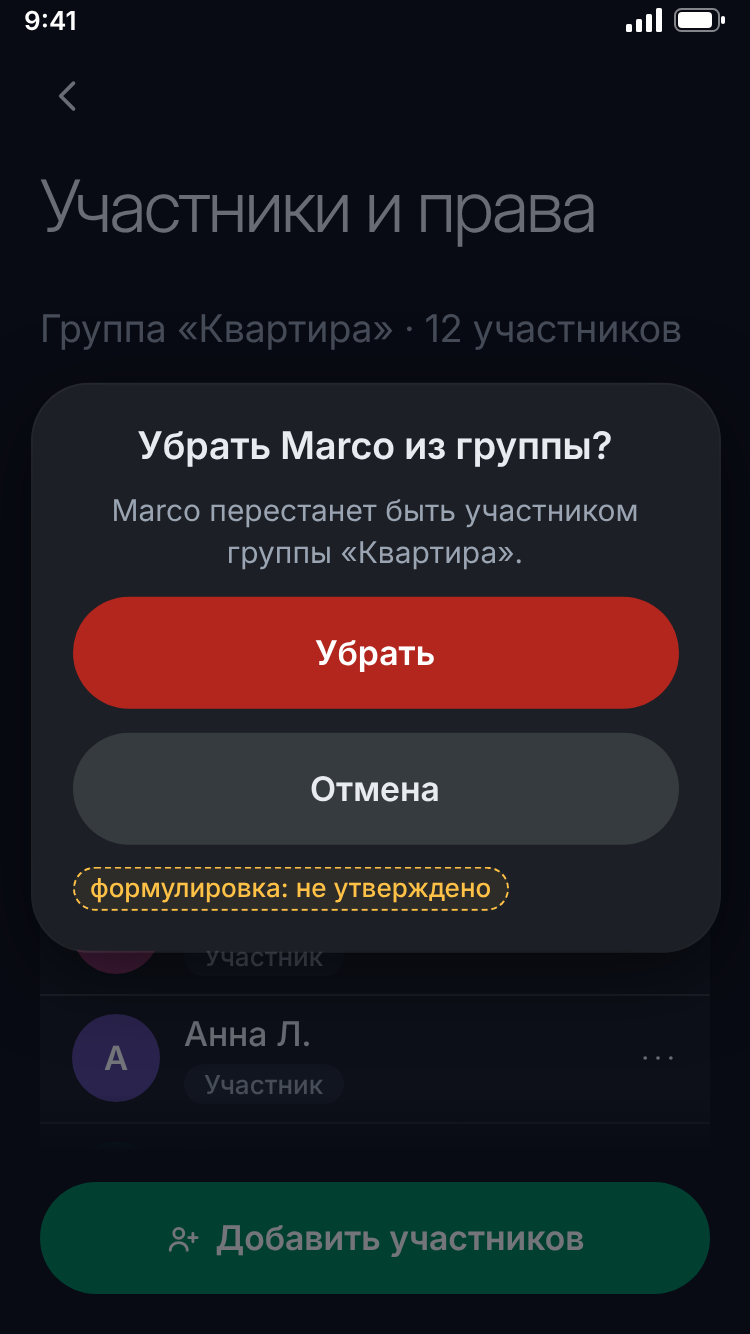 9:41
Участники и права
Группа «Квартира» · 12 участников
Убрать Marco из группы?
Marco перестанет быть участником
группы «Квартира».
Убрать
Отмена
формулировка: не утверждено
Участник
А
Анна Л.
Участник
Добавить участников